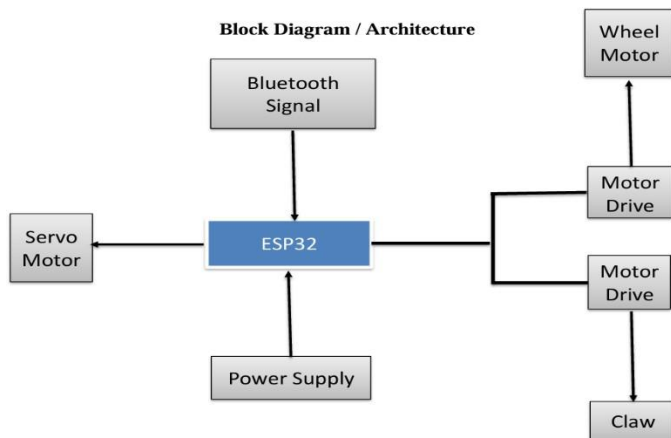 Block Diagram / Architecture
Wheel
Motor
Bluetooth
Signal
Motor
Drive
Servo
Motor
ESP32
Motor
Drive
Power Supply
Claw